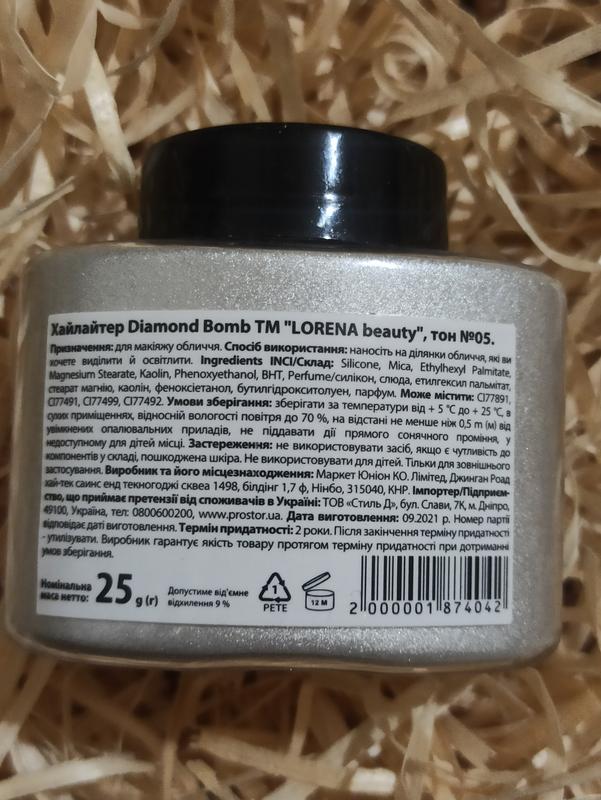 Хайлайтер Diamond Bomb TM "LORENA beauty", тон №05.
Призначення: для макіяжу обличчя. Спосіб використання: наносіть на ділянки обличчя, які ви
хочете виділити й освітлити. Ingredients INCI/Склад: Silicone, Mica, Ethylhexyl Palmitate,
Magnesium Stearate, Kaolin, Phenoxyethanol, BHT, Perfume/силікон, слюда, етилгексил пальмітат,
стеарат магнію, каолін, феноксіетанол, бутилгідрокситолуен, парфум. Може містити: CI77891,
CI77491, CI77499, CI77492. Умови зберігання: зберігати за температури від + 5 °С до + 25 °С, в
сухих приміщеннях, відносній вологості повітря до 70 %, на відстані не менше ніж 0,5 m (м) від
увімкнених опалювальних приладів, не піддавати дії прямого сонячного проміння, у
недоступному для дітей місці. Застереження: не використовувати засіб, якщо є чутливість до
компонентів у складі, пошкоджена шкіра. Не використовувати для дітей. Тільки для зовнішнього
застосування. Виробник та його місцезнаходження: Маркет Юніон КО. Лімітед, Джинган Роад
хай-тек саинс енд текнолоджі сквеа 1498, білдінг 1,7 ф, Нінбо, 315040, КНР. Імпортер/Підприєм-
ство, що приймає претензії від споживачів в Україні: ТОВ «Стиль Д», бул. Слави, 7К, м. Дніпро,
49100, Україна, тел: 0800600200, www.prostor.ua. Дата виготовлення: 09.2021 р. Номер партії
відповідає даті виготовлення. Термін придатності: 2 роки. Після закінчення терміну придатності
- утилізувати. Виробник гарантує якість товару протягом терміну придатності при дотриманні
умов зберігання.
Номінальна
маса нетто: 25 g (г)
Допустиме від'ємне
відхилення 9 %
1
PETE
12 M
2 000001 874042